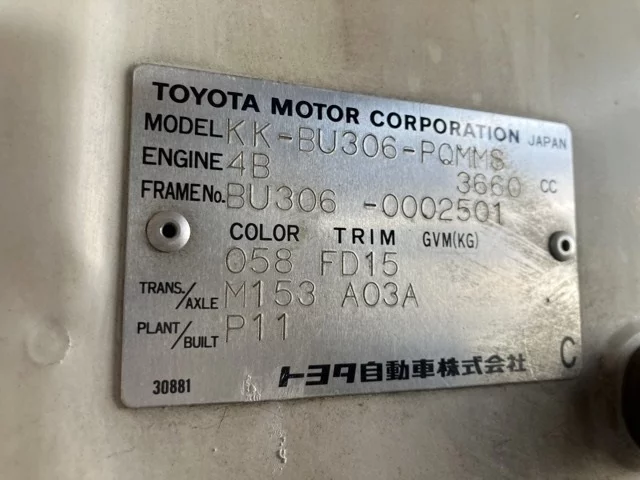 TOYOTA MOTOR CORPORATION JAPAN
MODEL KK-BU306-PQMMS
ENGINE 4B 3660 CC
FRAME No. BU306 -0002501
COLOR TRIM GVM(KG)
058 FD15
TRANS./AXLE M153 A03A
PLANT/BUILT P11
30881 トヨタ自動車株式会社 C